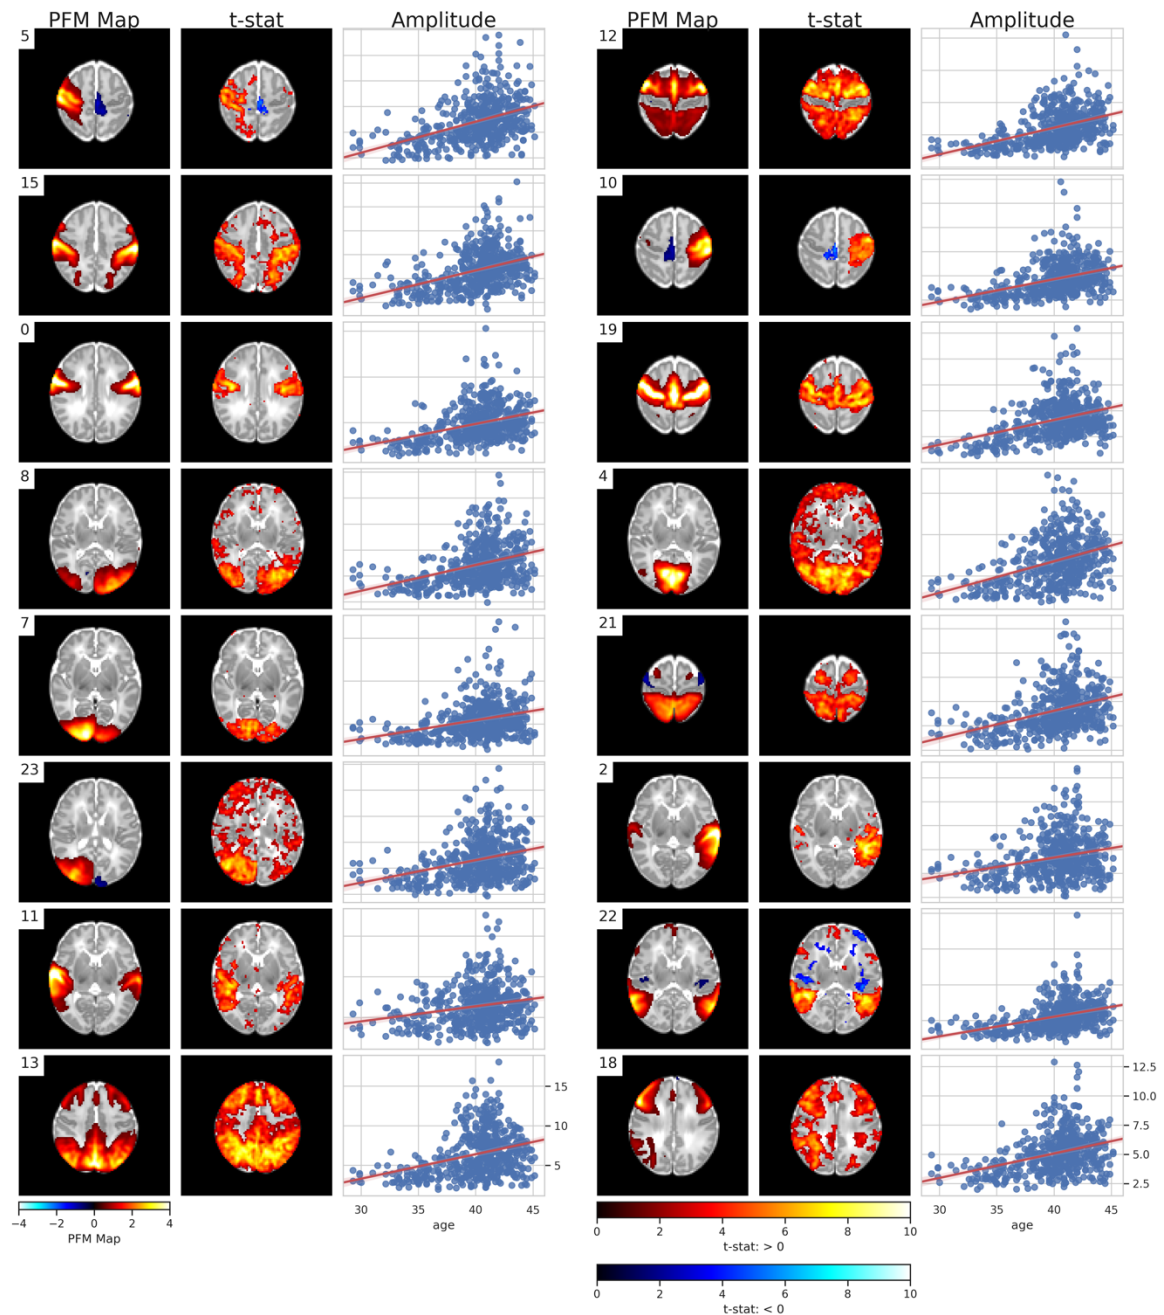 PFM Map t-stat Amplitude PFM Map t-stat Amplitude
5 12
15 10
0 19
8 4
7 21
23 2
11 22
13 18
15 12.5
10 10.0
7.5
5 5.0
2.5
30 35 40 45 30 35 40 45
age age
−4 −2 0 2 4
PFM Map
0 2 4 6 8 10
t-stat: > 0
0 2 4 6 8 10
t-stat: < 0